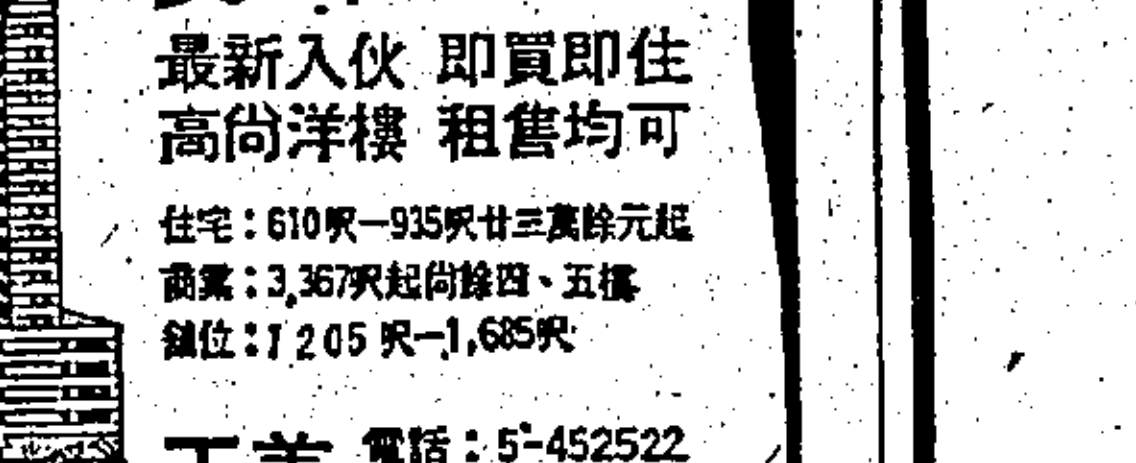 最新入伙 即買即住
高尚洋樓 租售均可
住宅：610呎—935呎廿三萬餘元起
商業：3,367呎起尚餘四、五樓
舖位：1205呎—1,685呎
電話：5-452522